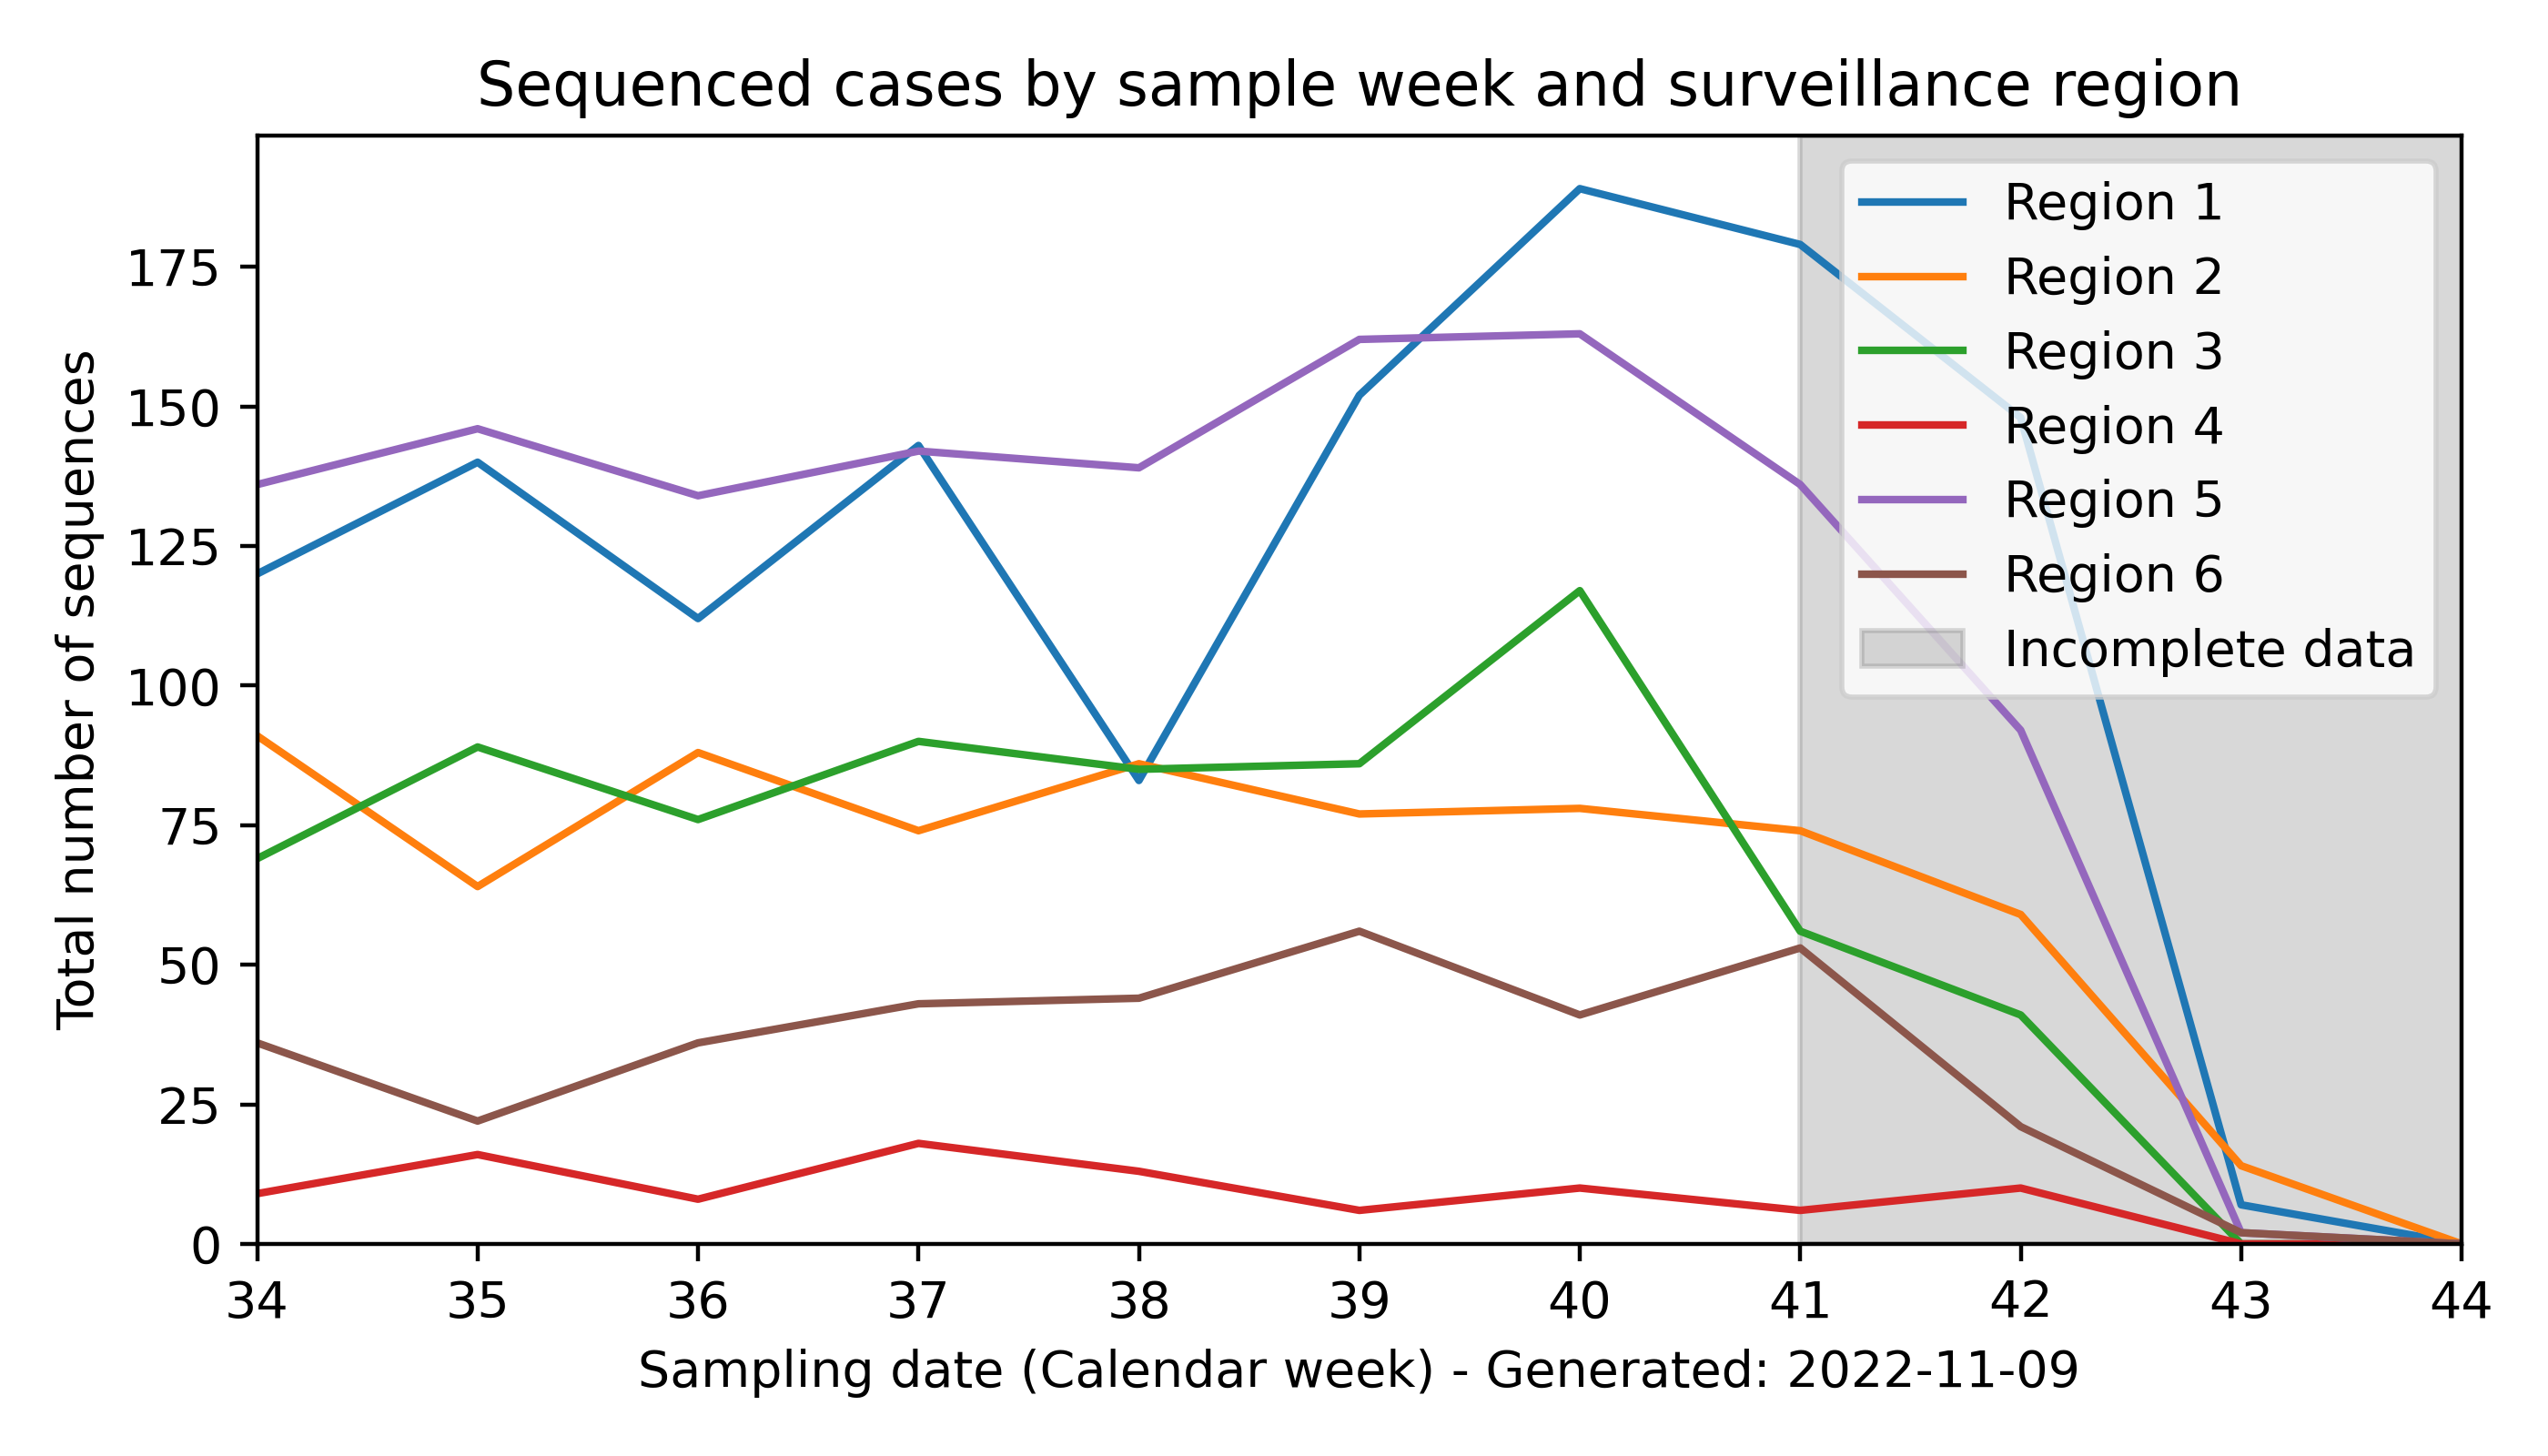 Sequenced cases by sample week and surveillance region
Total number of sequences
175
150
125
100
75
50
25
0
Region 1
Region 2
Region 3
Region 4
Region 5
Region 6
Incomplete data
34 35 36 37 38 39 40 41 42 43 44
Sampling date (Calendar week) - Generated: 2022-11-09